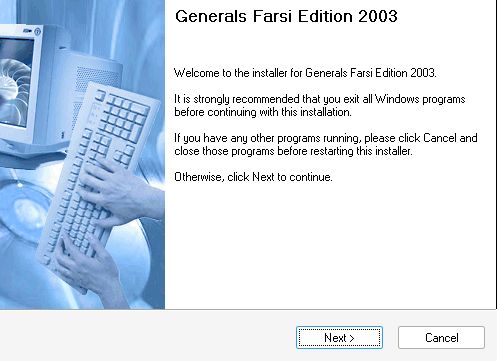 Generals Farsi Edition 2003
Welcome to the installer for Generals Farsi Edition 2003.
It is strongly recommended that you exit all Windows programs
before continuing with this installation.
If you have any other programs running, please click Cancel and
close those programs before restarting this installer.
Otherwise, click Next to continue.
Next >
Cancel